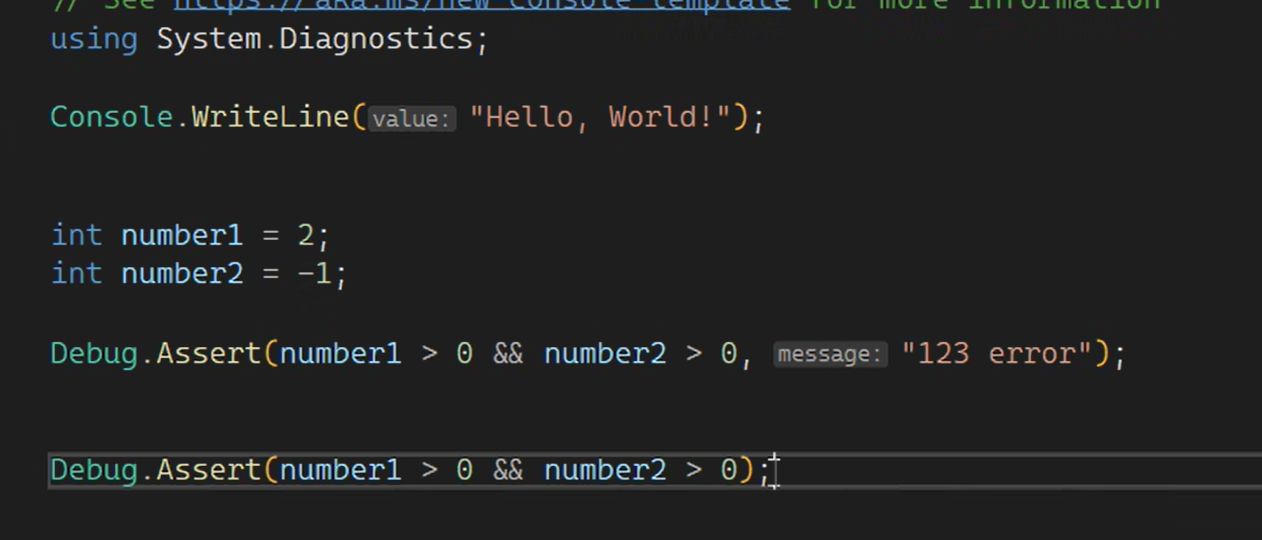 // See https://aka.ms/new-console-template for more information
using System.Diagnostics;
Console.WriteLine(value: "Hello, World!");
int number1 = 2;
int number2 = -1;
Debug.Assert(number1 > 0 && number2 > 0, message: "123 error");
Debug.Assert(number1 > 0 && number2 > 0);